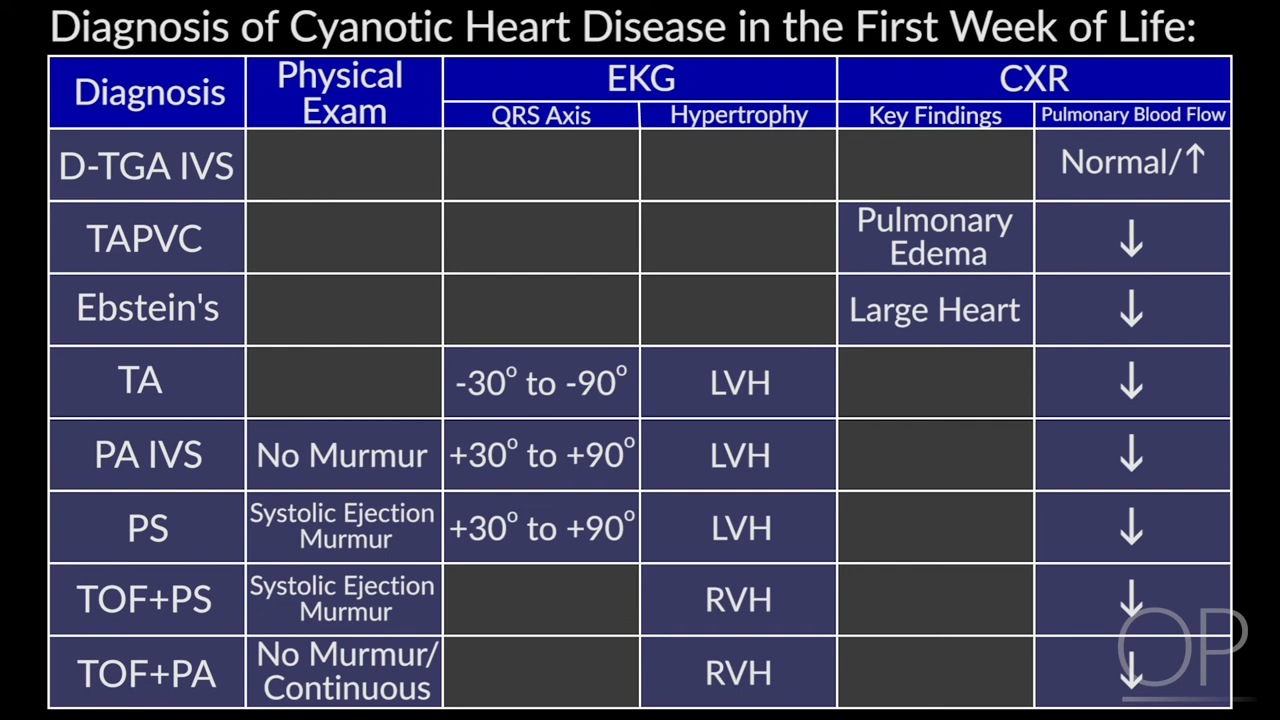 Diagnosis of Cyanotic Heart Disease in the First Week of Life:
Diagnosis
Physical
Exam
EKG
CXR
QRS Axis
Hypertrophy
Key Findings
Pulmonary Blood Flow
D-TGA IVS
Normal/↑
TAPVC
Pulmonary
Edema
↓
Ebstein's
Large Heart
↓
TA
-30° to -90°
LVH
↓
PA IVS
No Murmur
+30° to +90°
LVH
↓
PS
Systolic Ejection
Murmur
+30° to +90°
LVH
↓
TOF+PS
Systolic Ejection
Murmur
RVH
↓
TOF+PA
No Murmur/
Continuous
RVH
↓
OP